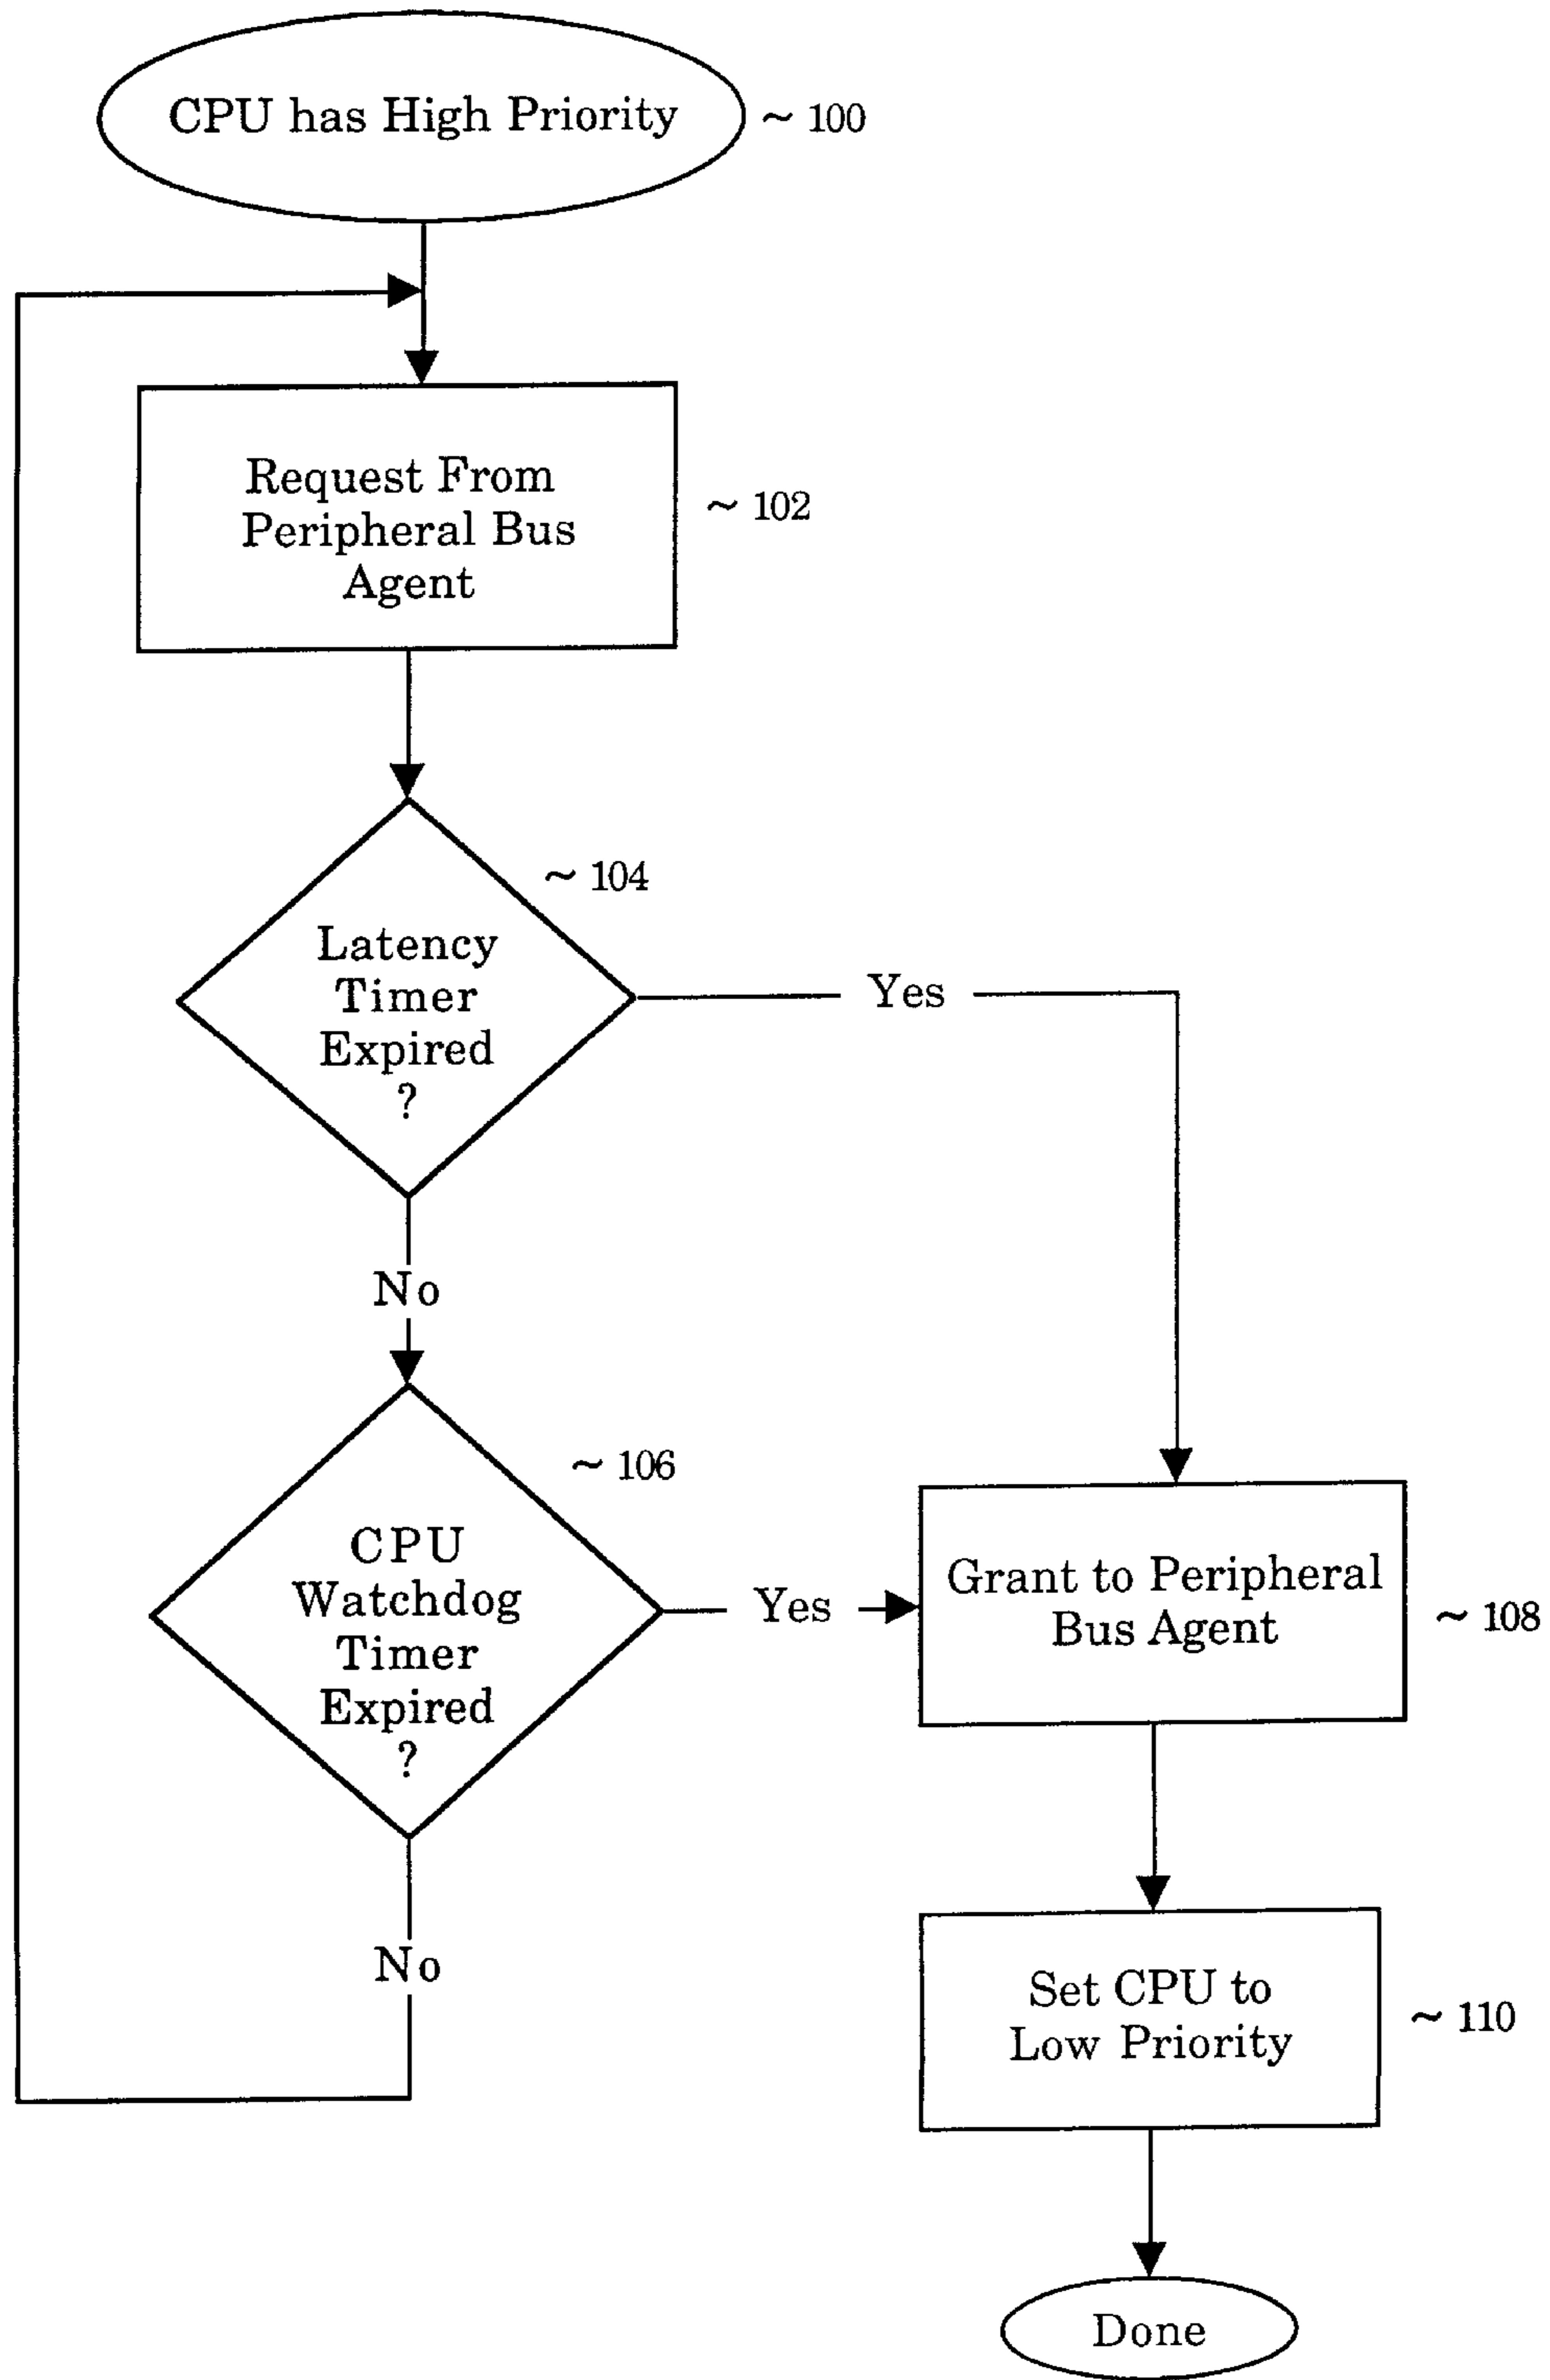 CPU has High Priority ~ 100
Request From
Peripheral Bus
Agent
~ 102
~ 104
Latency
Timer
Expired
?
Yes
No
~ 106
CPU
Watchdog
Timer
Expired
?
Yes
Grant to Peripheral
Bus Agent
~ 108
No
Set CPU to
Low Priority
~ 110
Done